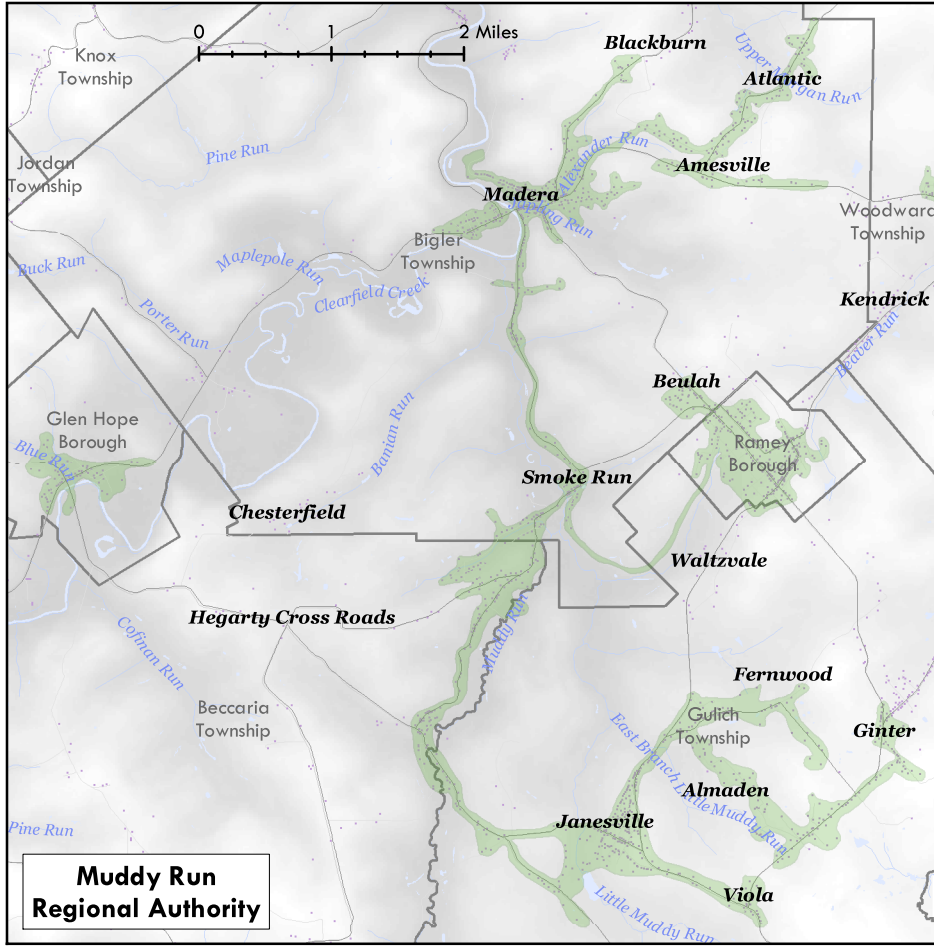 0 1 2 Miles
Knox
Township
Blackburn
Upper Morgan Run
Atlantic
Pine Run
Alexander Run
Jordan
Township
Amesville
Madera
Japling Run
Woodward
Township
Bigler
Township
Maplepole Run
Buck Run
Clearfield Creek
Kendrick
Porter Run
Beaver Run
Beulah
Glen Hope
Borough
Banian Run
Ramey
Borough
Blue Run
Smoke Run
Chesterfield
Waltzvale
Hegarty Cross Roads
Muddy Run
Cofinan Run
Fernwood
Beccaria
Township
Gulich
Township
Ginter
East Branch Little Muddy Run
Almaden
Pine Run
Janesville
Viola
Little Muddy Run
Muddy Run
Regional Authority